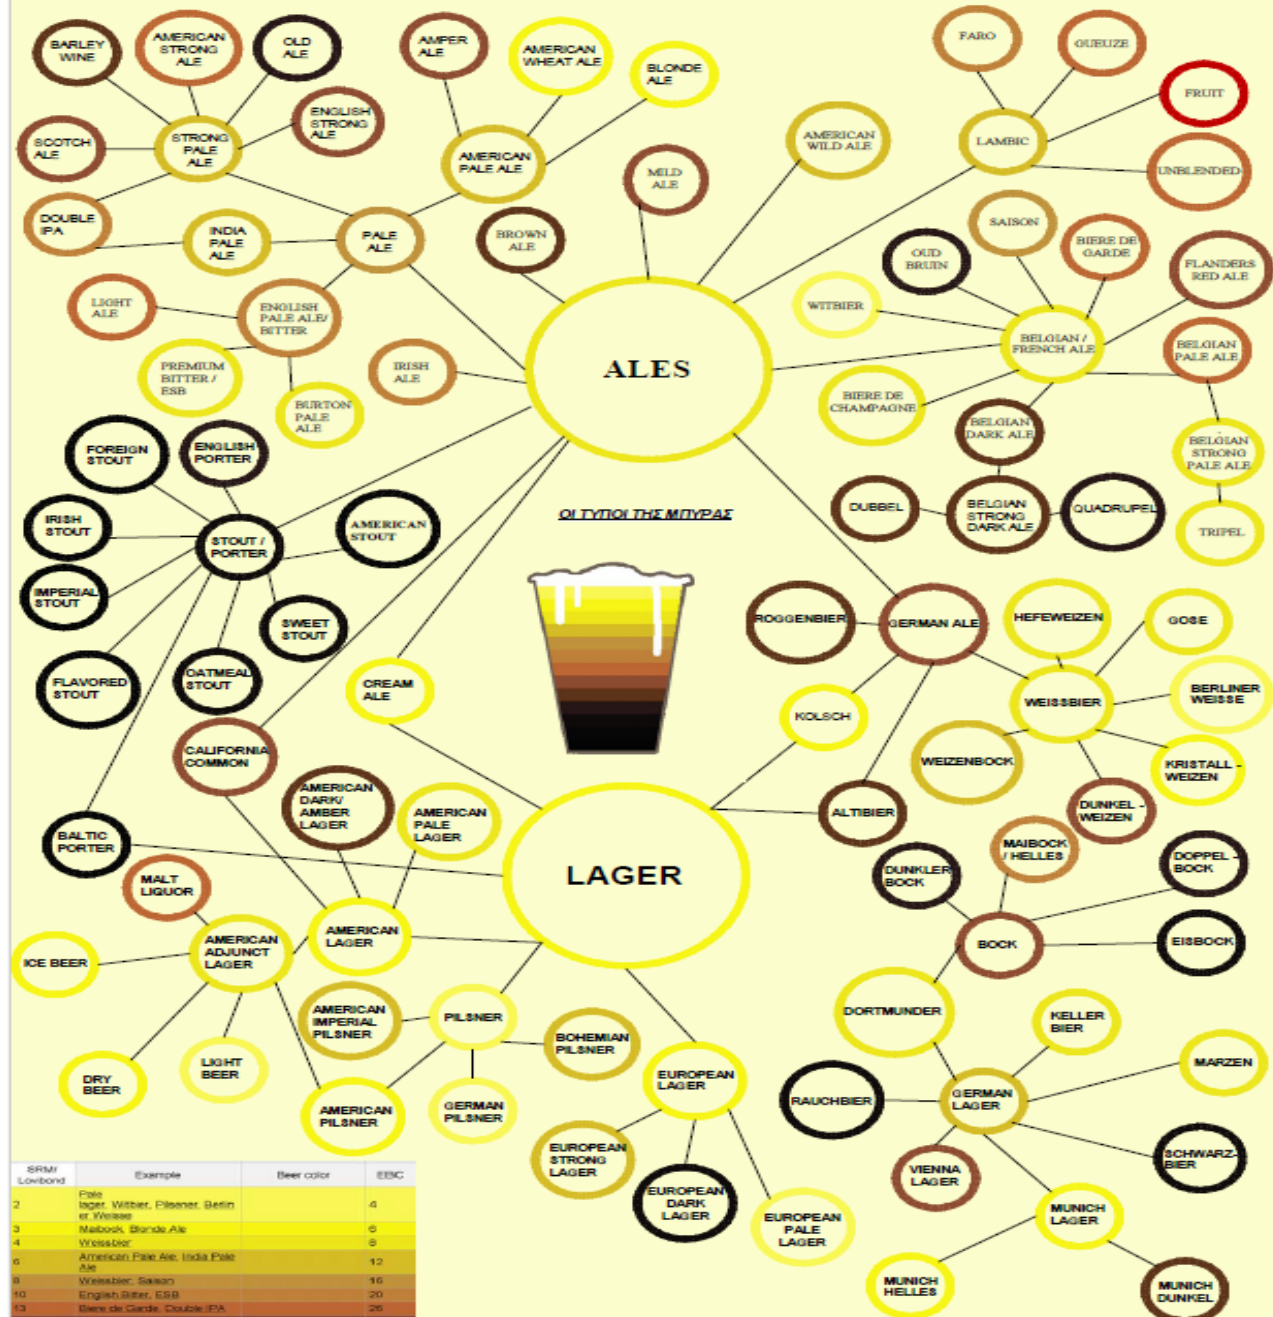 BARLEY
WINE
AMERICAN
STRONG
ALE
OLD
ALE
SCOTCH
ALE
STRONG
PALE
ALE
ENGLISH
STRONG
ALE
DOUBLE
IPA
INDIA
PALE
ALE
PALE
ALE
AMPER
ALE
AMERICAN
WHEAT ALE
BLONDE
ALE
AMERICAN
PALE ALE
BROWN
ALE
MILD
ALE
AMERICAN
WILD ALE
FARO
GUEUZE
FRUIT
LAMBIC
UNBLENDED
LIGHT
ALE
ENGLISH
PALE ALE/
BITTER
PREMIUM
BITTER /
ESB
BURTON
PALE
ALE
IRISH
ALE
ALES
SAISON
OUD
BRUIN
BIERE DE
GARDE
FLANDERS
RED ALE
WITBIER
BELGIAN /
FRENCH ALE
BELGIAN
PALE ALE
BIERE DE
CHAMPAGNE
BELGIAN
DARK ALE
BELGIAN
STRONG
PALE ALE
DUBBEL
BELGIAN
STRONG
DARK ALE
QUADRUPEL
TRIPEL
FOREIGN
STOUT
ENGLISH
PORTER
IRISH
STOUT
STOUT /
PORTER
AMERICAN
STOUT
IMPERIAL
STOUT
SWEET
STOUT
FLAVORED
STOUT
OATMEAL
STOUT
ΟΙ ΤΥΠΟΙ ΤΗΣ ΜΠΥΡΑΣ
CREAM
ALE
CALIFORNIA
COMMON
ROGGENBIER
GERMAN ALE
HEFEWEIZEN
GOSE
KOLSCH
WEISSBIER
BERLINER
WEISSE
WEIZENBOCK
KRISTALL -
WEIZEN
ALTIBIER
DUNKEL -
WEIZEN
BALTIC
PORTER
AMERICAN
DARK/
AMBER
LAGER
AMERICAN
PALE
LAGER
LAGER
MALT
LIQUOR
AMERICAN
ADJUNCT
LAGER
AMERICAN
LAGER
ICE BEER
DRY
BEER
LIGHT
BEER
AMERICAN
IMPERIAL
PILSNER
PILSNER
BOHEMIAN
PILSNER
AMERICAN
PILSNER
GERMAN
PILSNER
EUROPEAN
LAGER
EUROPEAN
STRONG
LAGER
EUROPEAN
DARK
LAGER
EUROPEAN
PALE
LAGER
DUNKLER
BOCK
MAIBOCK
/ HELLES
DOPPEL -
BOCK
BOCK
EISBOCK
DORTMUNDER
KELLER
BIER
MARZEN
RAUCHBIER
GERMAN
LAGER
SCHWARZ-
BIER
VIENNA
LAGER
MUNICH
LAGER
MUNICH
HELLES
MUNICH
DUNKEL
SRM/
Lovibond Example Beer color EBC
2 Pale
lager, Witbier, Pilsener, Berlin
er Weisse 4
3 Maibock, Blonde Ale 6
4 Weissbier 8
6 American Pale Ale, India Pale
Ale 12
8 Weissbier, Saison 16
10 English Bitter, ESB 20
13 Biere de Garde, Double IPA 26